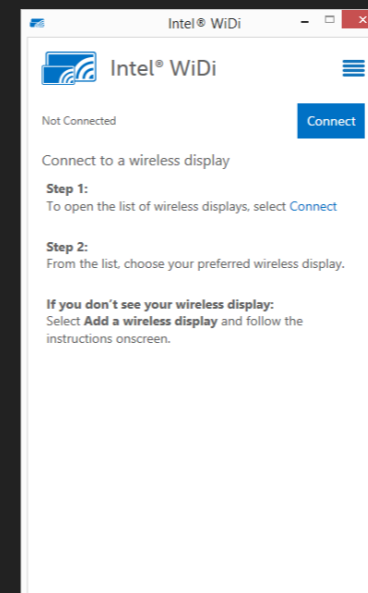 Intel® WiDi
Intel® WiDi
Not Connected
Connect
Connect to a wireless display
Step 1:
To open the list of wireless displays, select Connect
Step 2:
From the list, choose your preferred wireless display.
If you don't see your wireless display:
Select Add a wireless display and follow the
instructions onscreen.